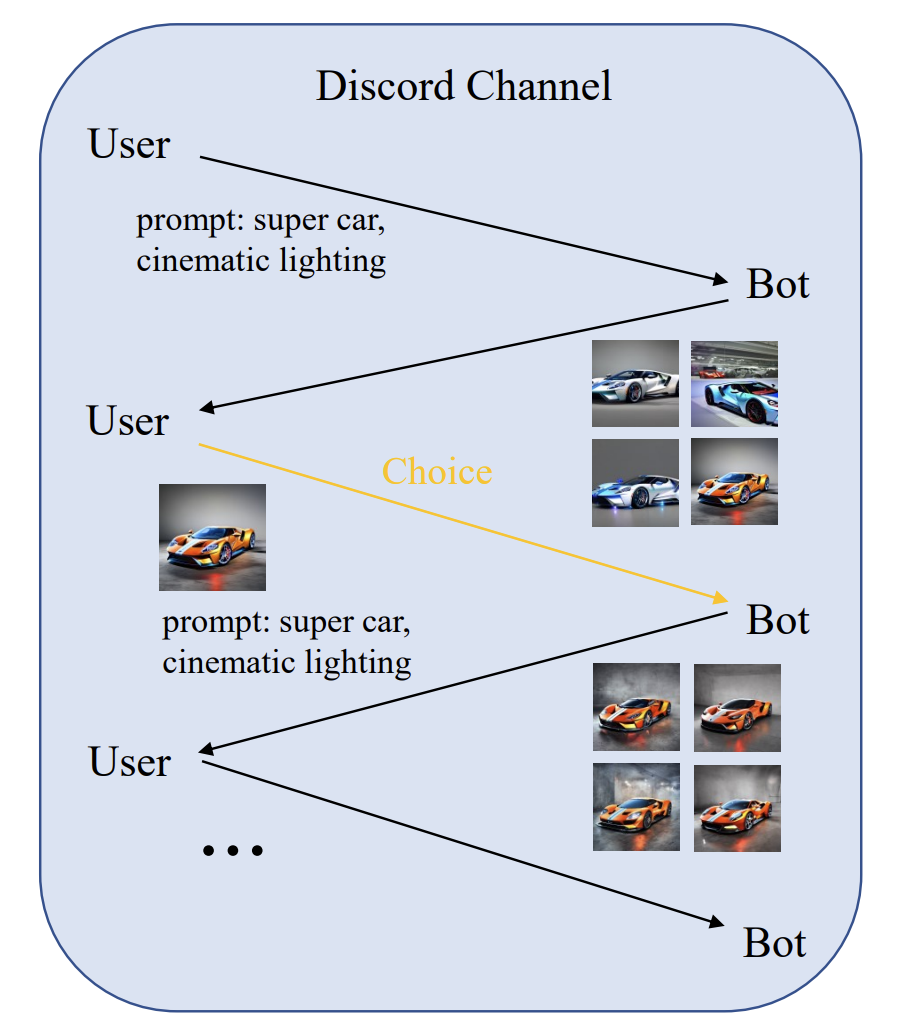 Discord Channel
User
prompt: super car,
cinematic lighting
Bot
User
Choice
prompt: super car,
cinematic lighting
Bot
User
...
Bot